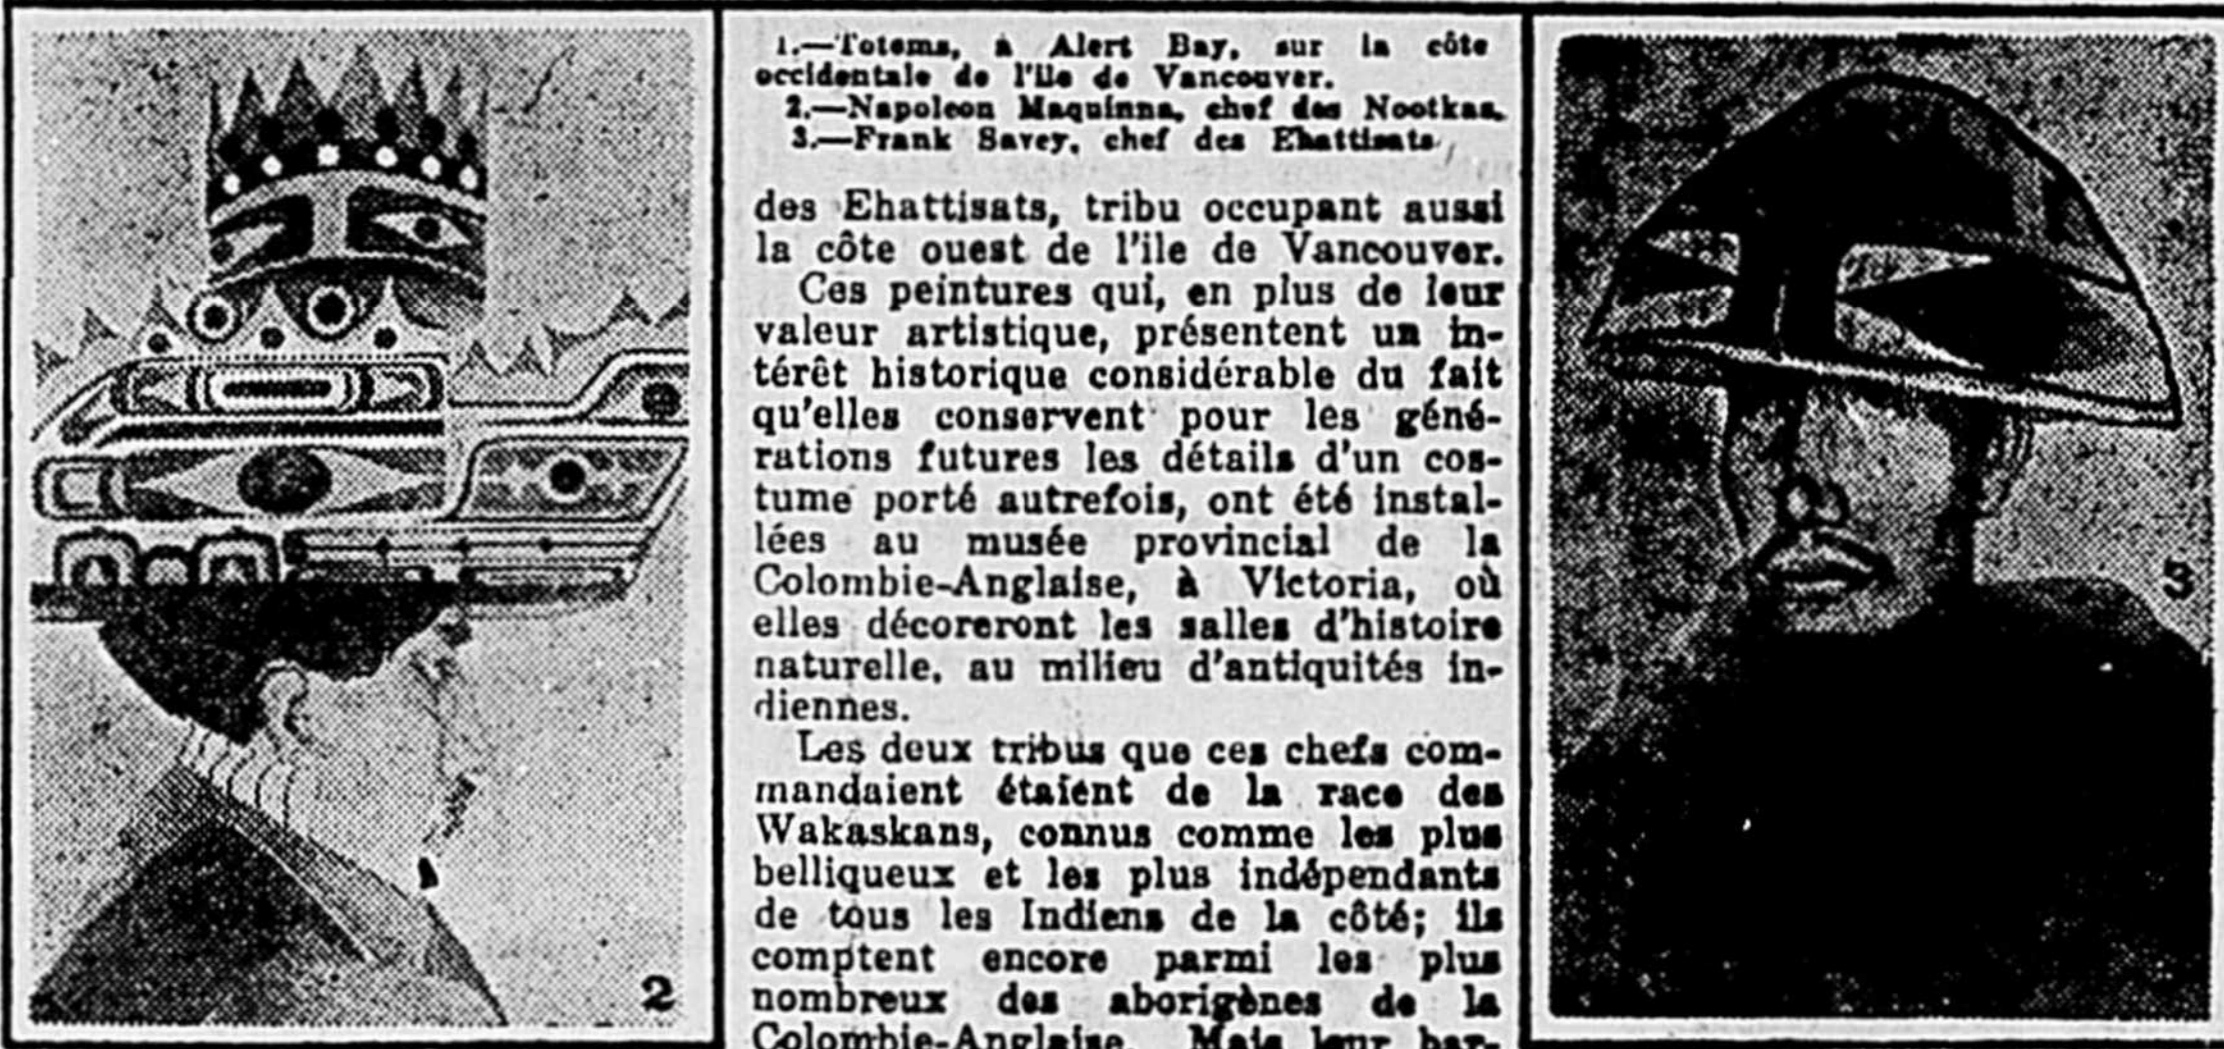 1.—Totems, à Alert Bay, sur la côte
occidentale de l'Ile de Vancouver.
2.—Napoleon Maquinna, chef des Nootkas.
3.—Frank Savey, chef des Ehattisats
des Ehattisats, tribu occupant aussi
la côte ouest de l'ile de Vancouver.
Ces peintures qui, en plus de leur
valeur artistique, présentent un in-
térêt historique considérable du fait
qu'elles conservent pour les géné-
rations futures les détails d'un cos-
tume porté autrefois, ont été instal-
lées au musée provincial de la
Colombie-Anglaise, à Victoria, où
elles décoreront les salles d'histoire
naturelle, au milieu d'antiquités in-
diennes.
Les deux tribus que ces chefs com-
mandaient étaient de la race des
Wakaskans, connus comme les plus
belliqueux et les plus indépendants
de tous les Indiens de la côté; ils
comptent encore parmi les plus
nombreux des aborigènes de la
Colombie-Anglaise. Mais leur bar-
2
3